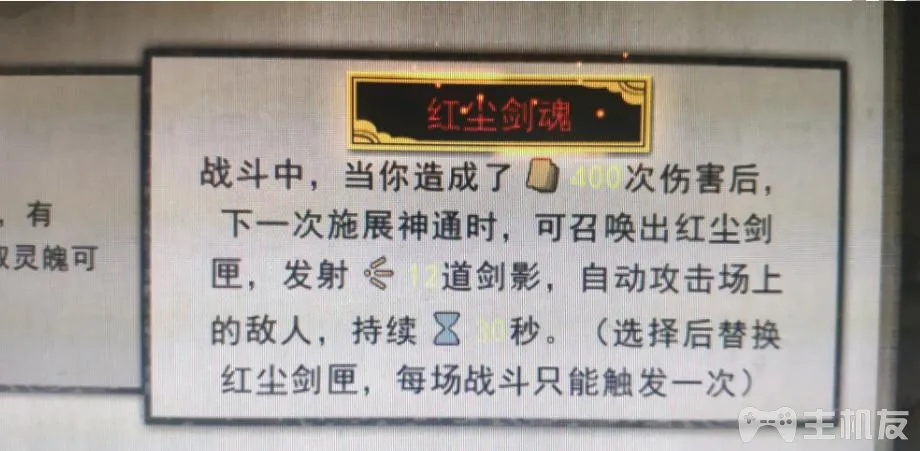 红尘剑魂
战斗中，当你造成了 400次伤害后，
下一次施展神通时，可召唤出红尘剑
匣，发射 12道剑影，自动攻击场上
的敌人，持续 30秒。（选择后替换
红尘剑匣，每场战斗只能触发一次）
，有
灵魄可
主机友